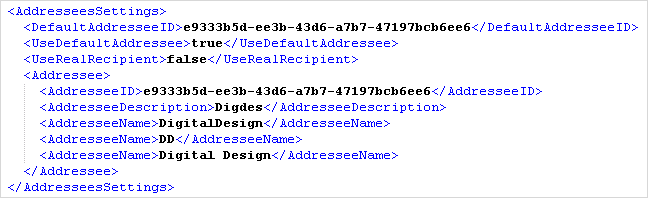 <AddresseesSettings>
<DefaultAddresseeID>e9333b5d-ee3b-43d6-a7b7-47197bcb6ee6</DefaultAddresseeID>
<UseDefaultAddressee>true</UseDefaultAddressee>
<UseRealRecipient>false</UseRealRecipient>
<Addressee>
<AddresseeID>e9333b5d-ee3b-43d6-a7b7-47197bcb6ee6</AddresseeID>
<AddresseeDescription>Digdes</AddresseeDescription>
<AddresseeName>DigitalDesign</AddresseeName>
<AddresseeName>DD</AddresseeName>
<AddresseeName>Digital Design</AddresseeName>
</Addressee>
</AddresseesSettings>